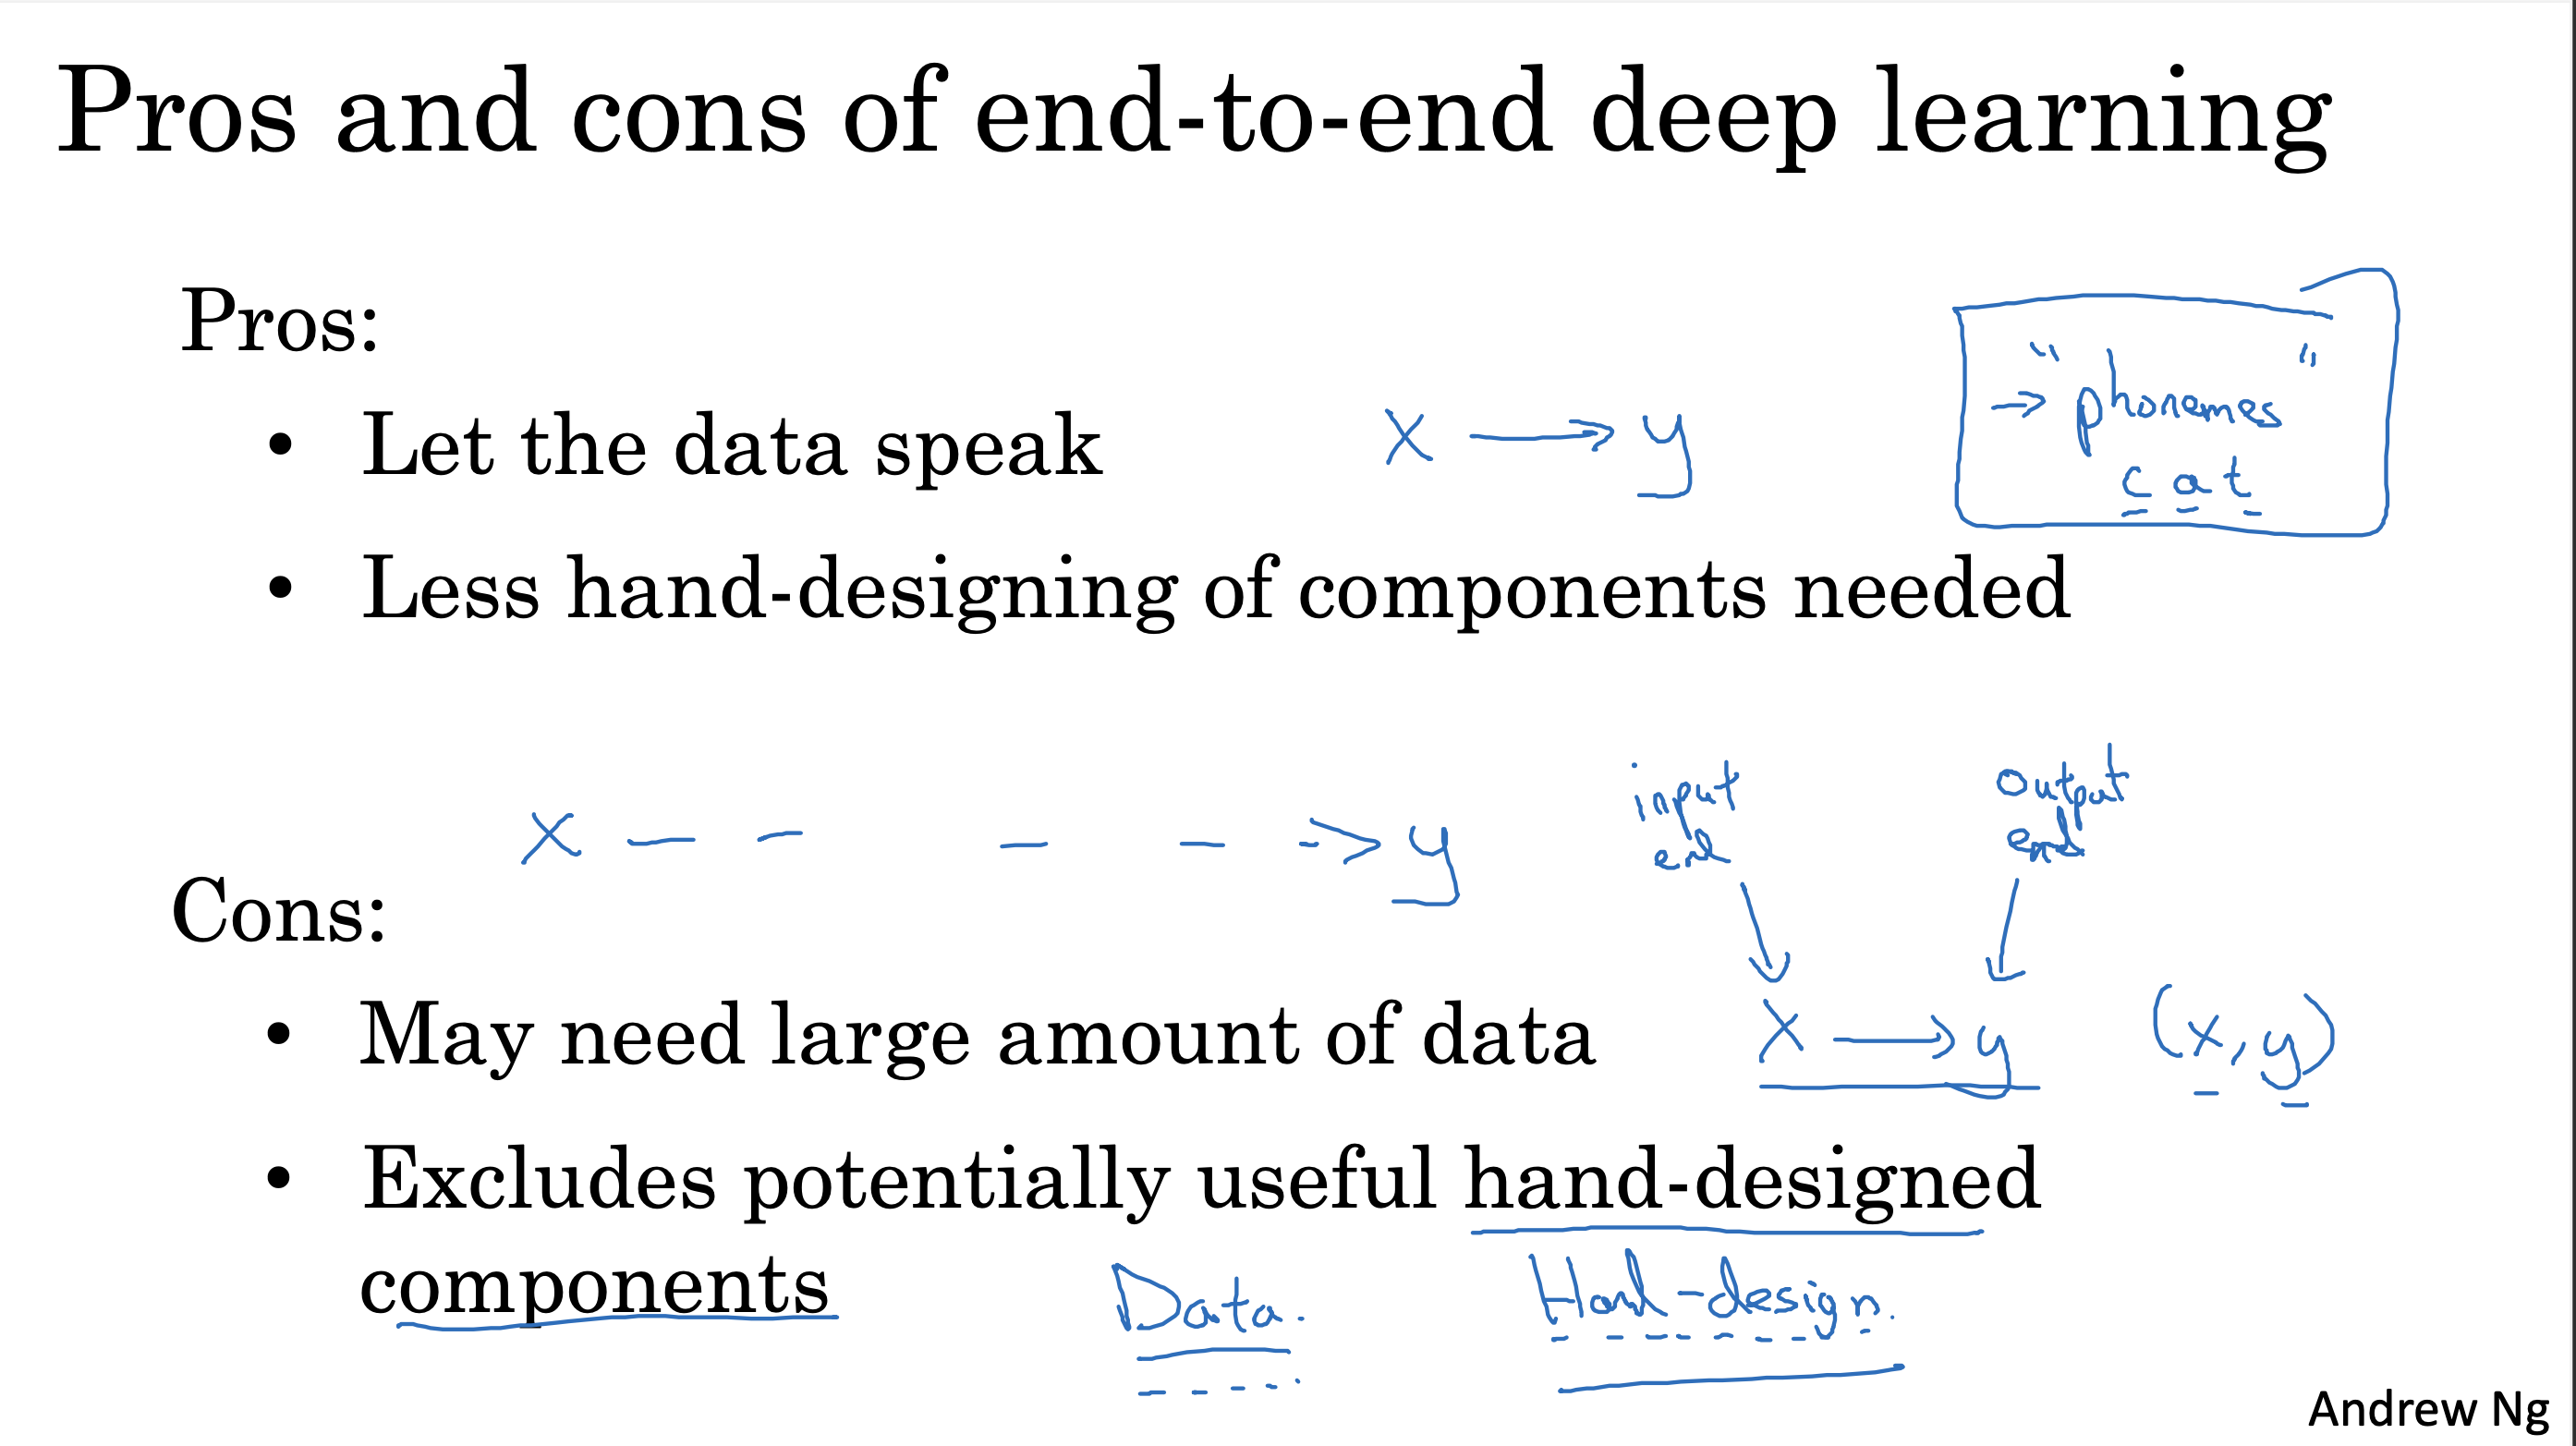 Pros and cons of end-to-end deep learning
Pros:
• Let the data speak
x → y
"
"
→ phonemes
c a t
• Less hand-designing of components needed
x - - - - -> y
input
end
output
end
Cons:
• May need large amount of data
x → y
(x, y)
• Excludes potentially useful hand-designed
components
Data.
Hand-design.
Andrew Ng